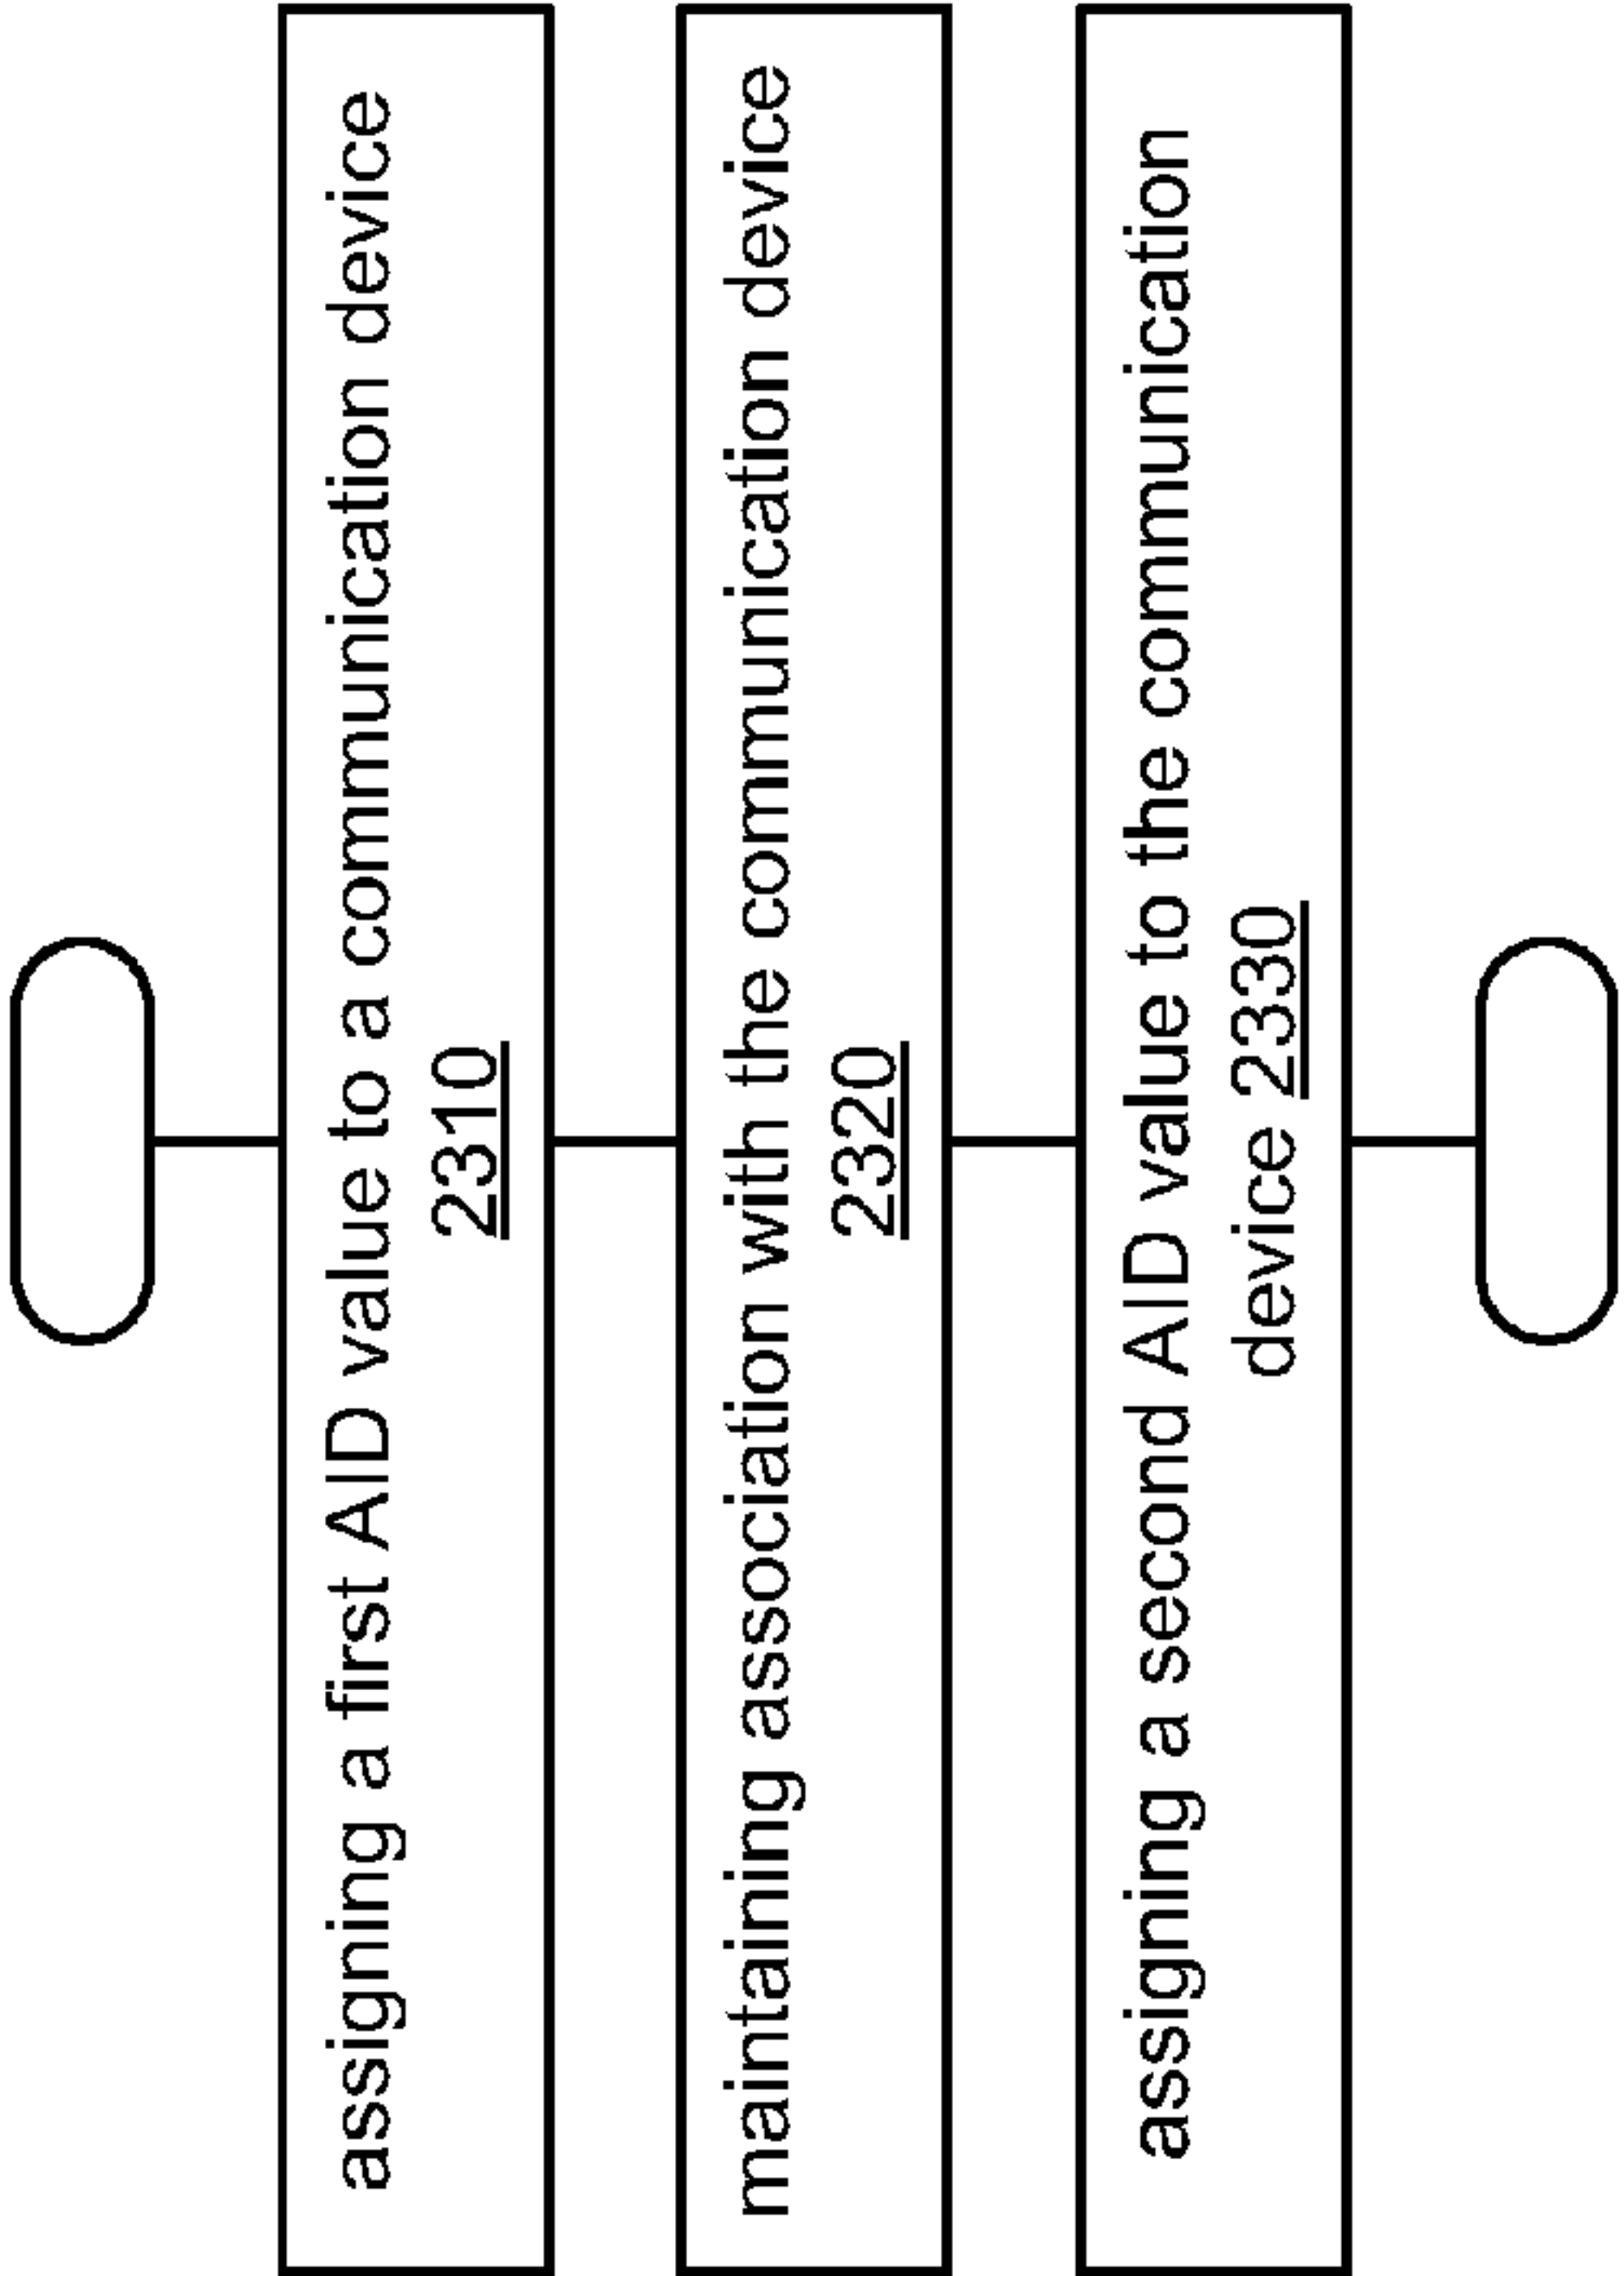 assigning a first AID value to a communication device
2310
maintaining association with the communication device
2320
assigning a second AID value to the communication
device 2330